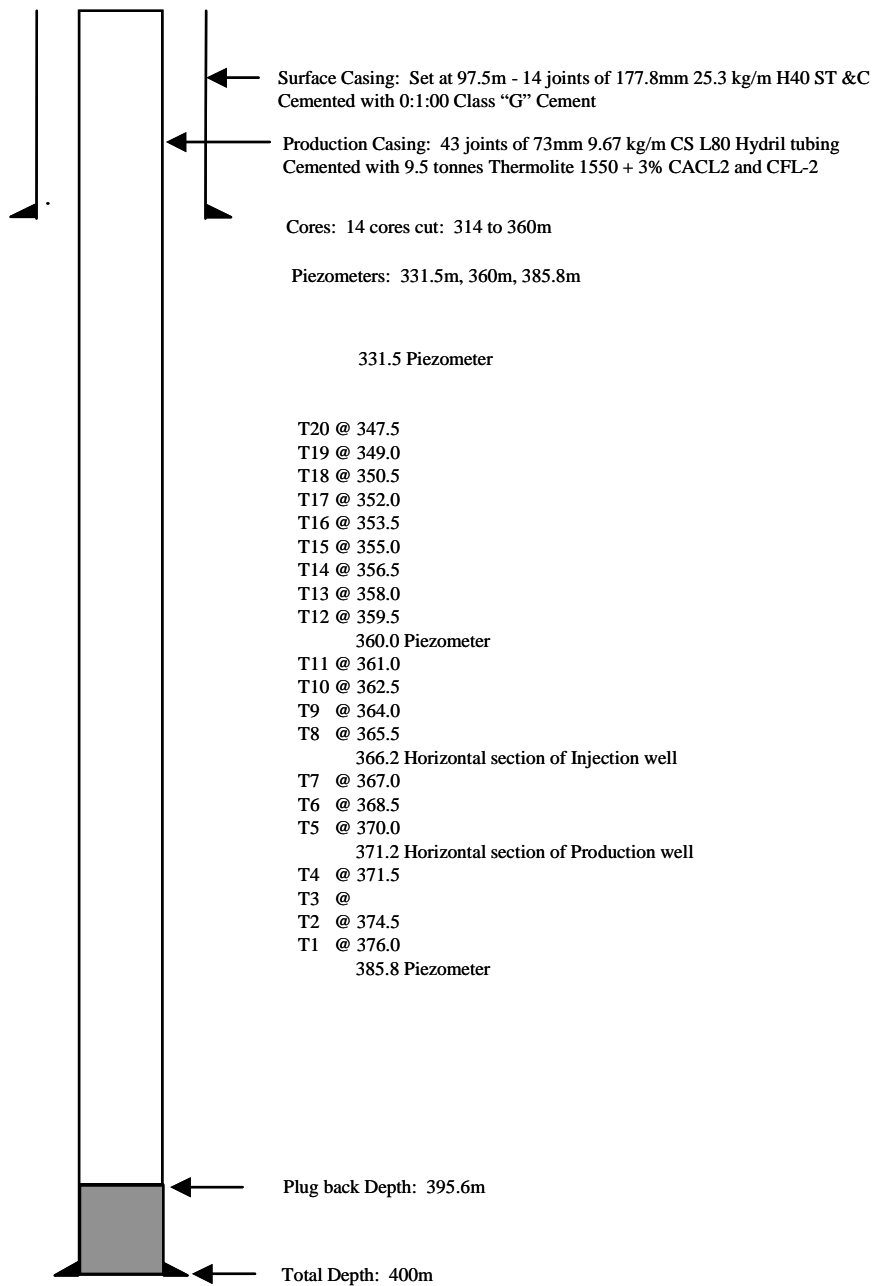 Surface Casing: Set at 97.5m - 14 joints of 177.8mm 25.3 kg/m H40 ST &C
Cemented with 0:1:00 Class “G” Cement
Production Casing: 43 joints of 73mm 9.67 kg/m CS L80 Hydril tubing
Cemented with 9.5 tonnes Thermolite 1550 + 3% CACL2 and CFL-2
Cores: 14 cores cut: 314 to 360m
Piezometers: 331.5m, 360m, 385.8m
331.5 Piezometer
T20 @ 347.5
T19 @ 349.0
T18 @ 350.5
T17 @ 352.0
T16 @ 353.5
T15 @ 355.0
T14 @ 356.5
T13 @ 358.0
T12 @ 359.5
360.0 Piezometer
T11 @ 361.0
T10 @ 362.5
T9 @ 364.0
T8 @ 365.5
366.2 Horizontal section of Injection well
T7 @ 367.0
T6 @ 368.5
T5 @ 370.0
371.2 Horizontal section of Production well
T4 @ 371.5
T3 @
T2 @ 374.5
T1 @ 376.0
385.8 Piezometer
Plug back Depth: 395.6m
Total Depth: 400m